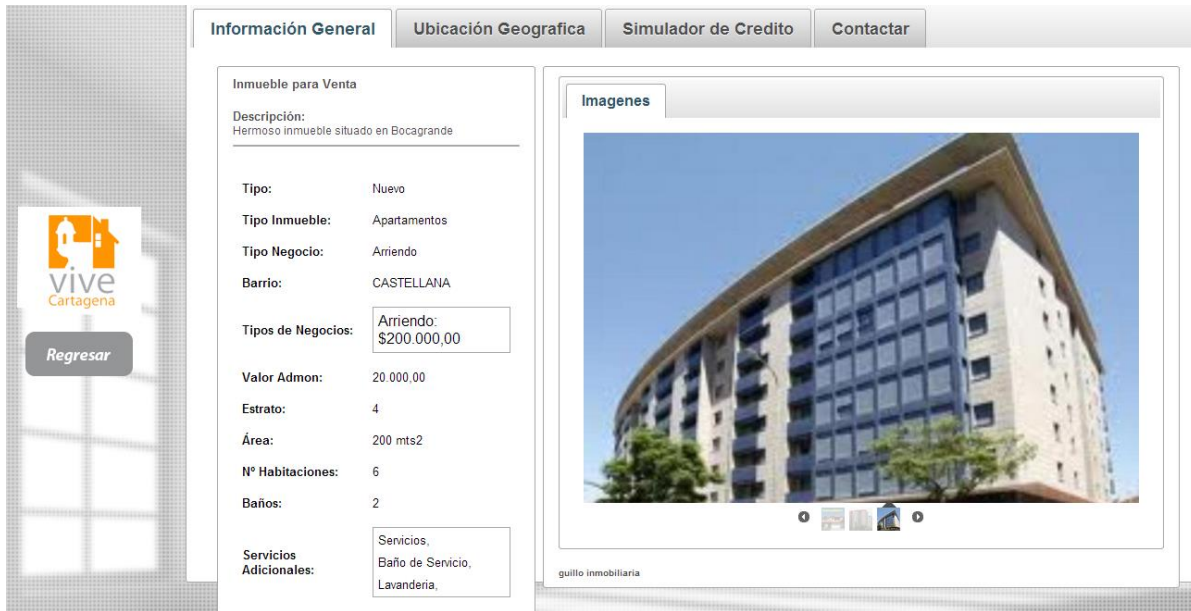 Información General
Ubicación Geografica
Simulador de Credito
Contactar
vive
Cartagena
Regresar
Inmueble para Venta
Descripción:
Hermoso inmueble situado en Bocagrande
Tipo: Nuevo
Tipo Inmueble: Apartamentos
Tipo Negocio: Arriendo
Barrio: CASTELLANA
Tipos de Negocios: Arriendo:
$200.000,00
Valor Admon: 20.000,00
Estrato: 4
Área: 200 mts2
Nº Habitaciones: 6
Baños: 2
Servicios
Adicionales:
Servicios,
Baño de Servicio,
Lavanderia,
Imagenes
guillo inmobiliaria